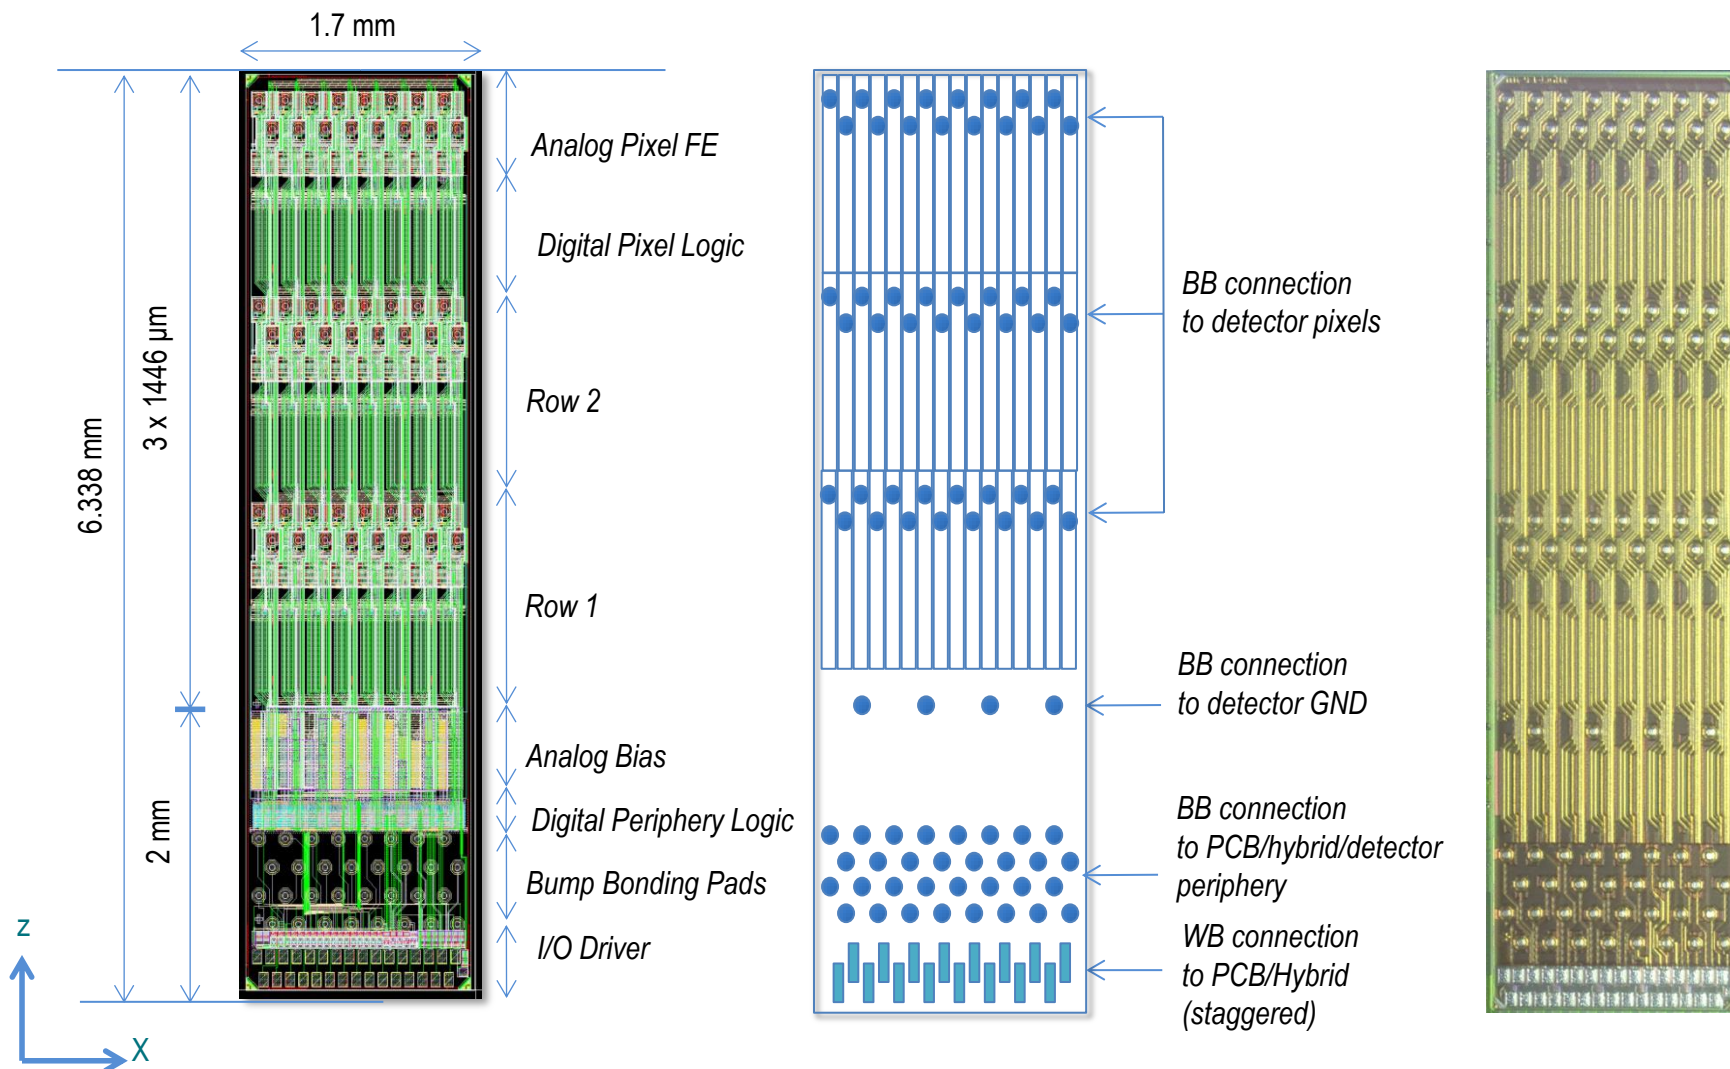 1.7 mm
6.338 mm
3 x 1446 µm
2 mm
Analog Pixel FE
Digital Pixel Logic
Row 2
Row 1
Analog Bias
Digital Periphery Logic
Bump Bonding Pads
I/O Driver
z
X
BB connection
to detector pixels
BB connection
to detector GND
BB connection
to PCB/hybrid/detector
periphery
WB connection
to PCB/Hybrid
(staggered)